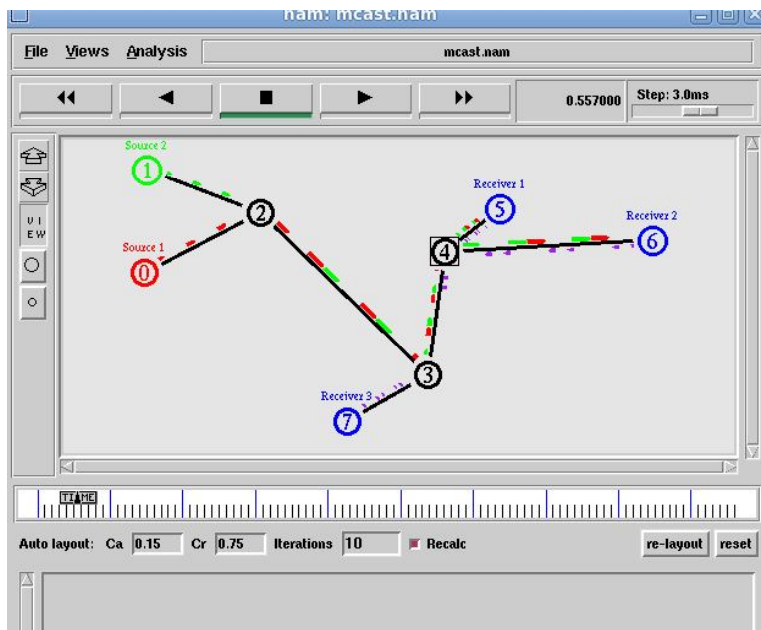 nam: mcast.nam
File Views Analysis mcast.nam
0.557000 Step: 3.0ms
VI
EW
Source 2
1
2
Source 1
0
Receiver 1
5
Receiver 2
6
4
3
Receiver 3
7
TIME
Auto layout: Ca 0.15 Cr 0.75 Iterations 10 Recalc re-layout reset